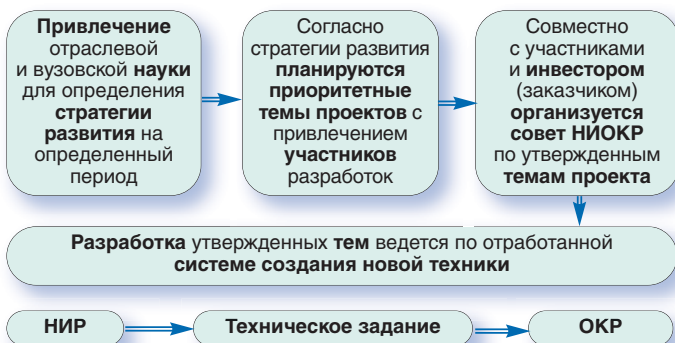 Привлечение
отраслевой
и вузовской науки
для определения
стратегии
развития на
определенный
период
Согласно
стратегии развития
планируются
приоритетные
темы проектов с
привлечением
участников
разработок
Совместно
с участниками
и инвестором
(заказчиком)
организуется
совет НИОКР
по утвержденным
темам проекта
Разработка утвержденных тем ведется по отработанной
системе создания новой техники
НИР
Техническое задание
ОКР